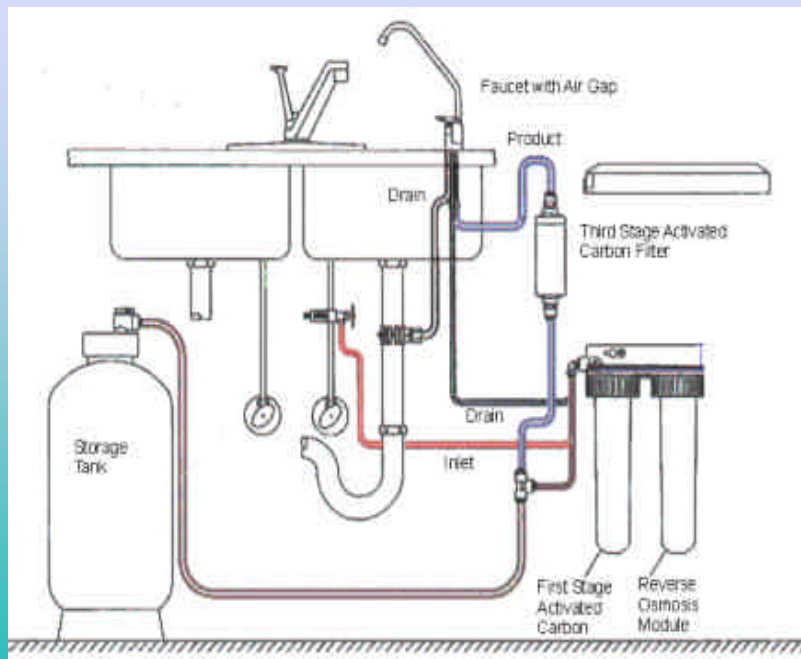 Faucet with Air Gap
Product
Drain
Third Stage Activated
Carbon Filter
Drain
Storage
Tank
Inlet
First Stage
Activated
Carbon
Reverse
Osmosis
Module